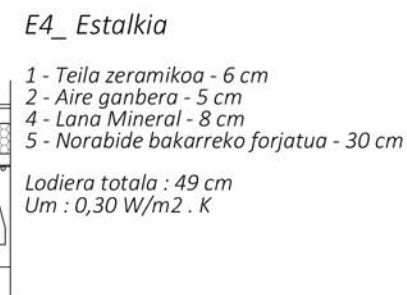 E4_ Estalkia
1 - Teila zeramikoa - 6 cm
2 - Aire ganbera - 5 cm
4 - Lana Mineral - 8 cm
5 - Norabide bakarreko forjatua - 30 cm
Lodiera totala : 49 cm
Um : 0,30 W/m2 . K